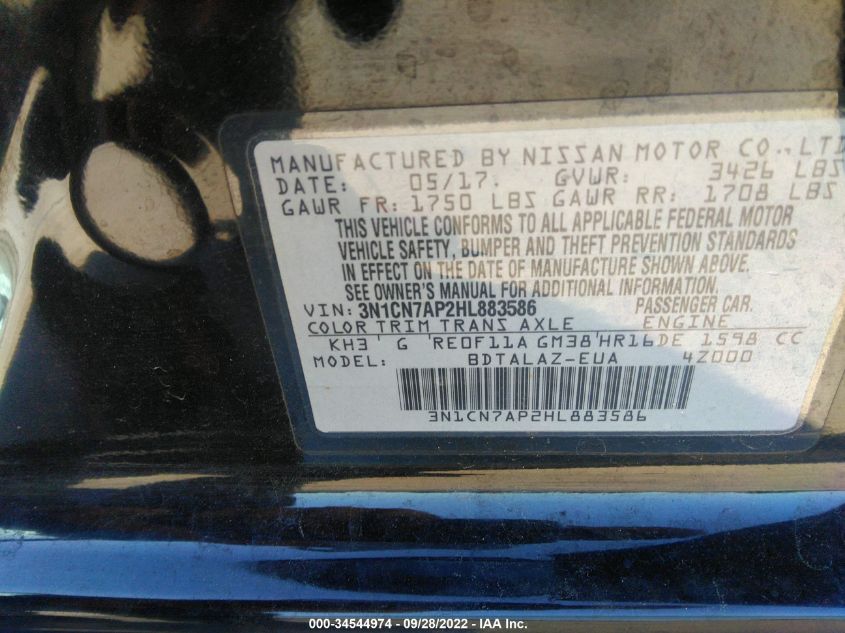 MANUFACTURED BY NISSAN MOTOR CO., LTD
DATE: 05/17. GVWR: 3426 LBS
GAWR FR: 1750 LBS GAWR RR: 1708 LBS
THIS VEHICLE CONFORMS TO ALL APPLICABLE FEDERAL MOTOR
VEHICLE SAFETY, BUMPER AND THEFT PREVENTION STANDARDS
IN EFFECT ON THE DATE OF MANUFACTURE SHOWN ABOVE.
SEE OWNER'S MANUAL FOR ADDITIONAL INFORMATION.
VIN: 3N1CN7AP2HL883586 PASSENGER CAR.
COLOR TRIM TRANS AXLE ENGINE
KH3 G RE0F11A GM38 HR16DE 1598 CC
MODEL: BDTALAZ-EUA 4Z000
3N1CN7AP2HL883586
000-34544974 - 09/28/2022 - IAA Inc.